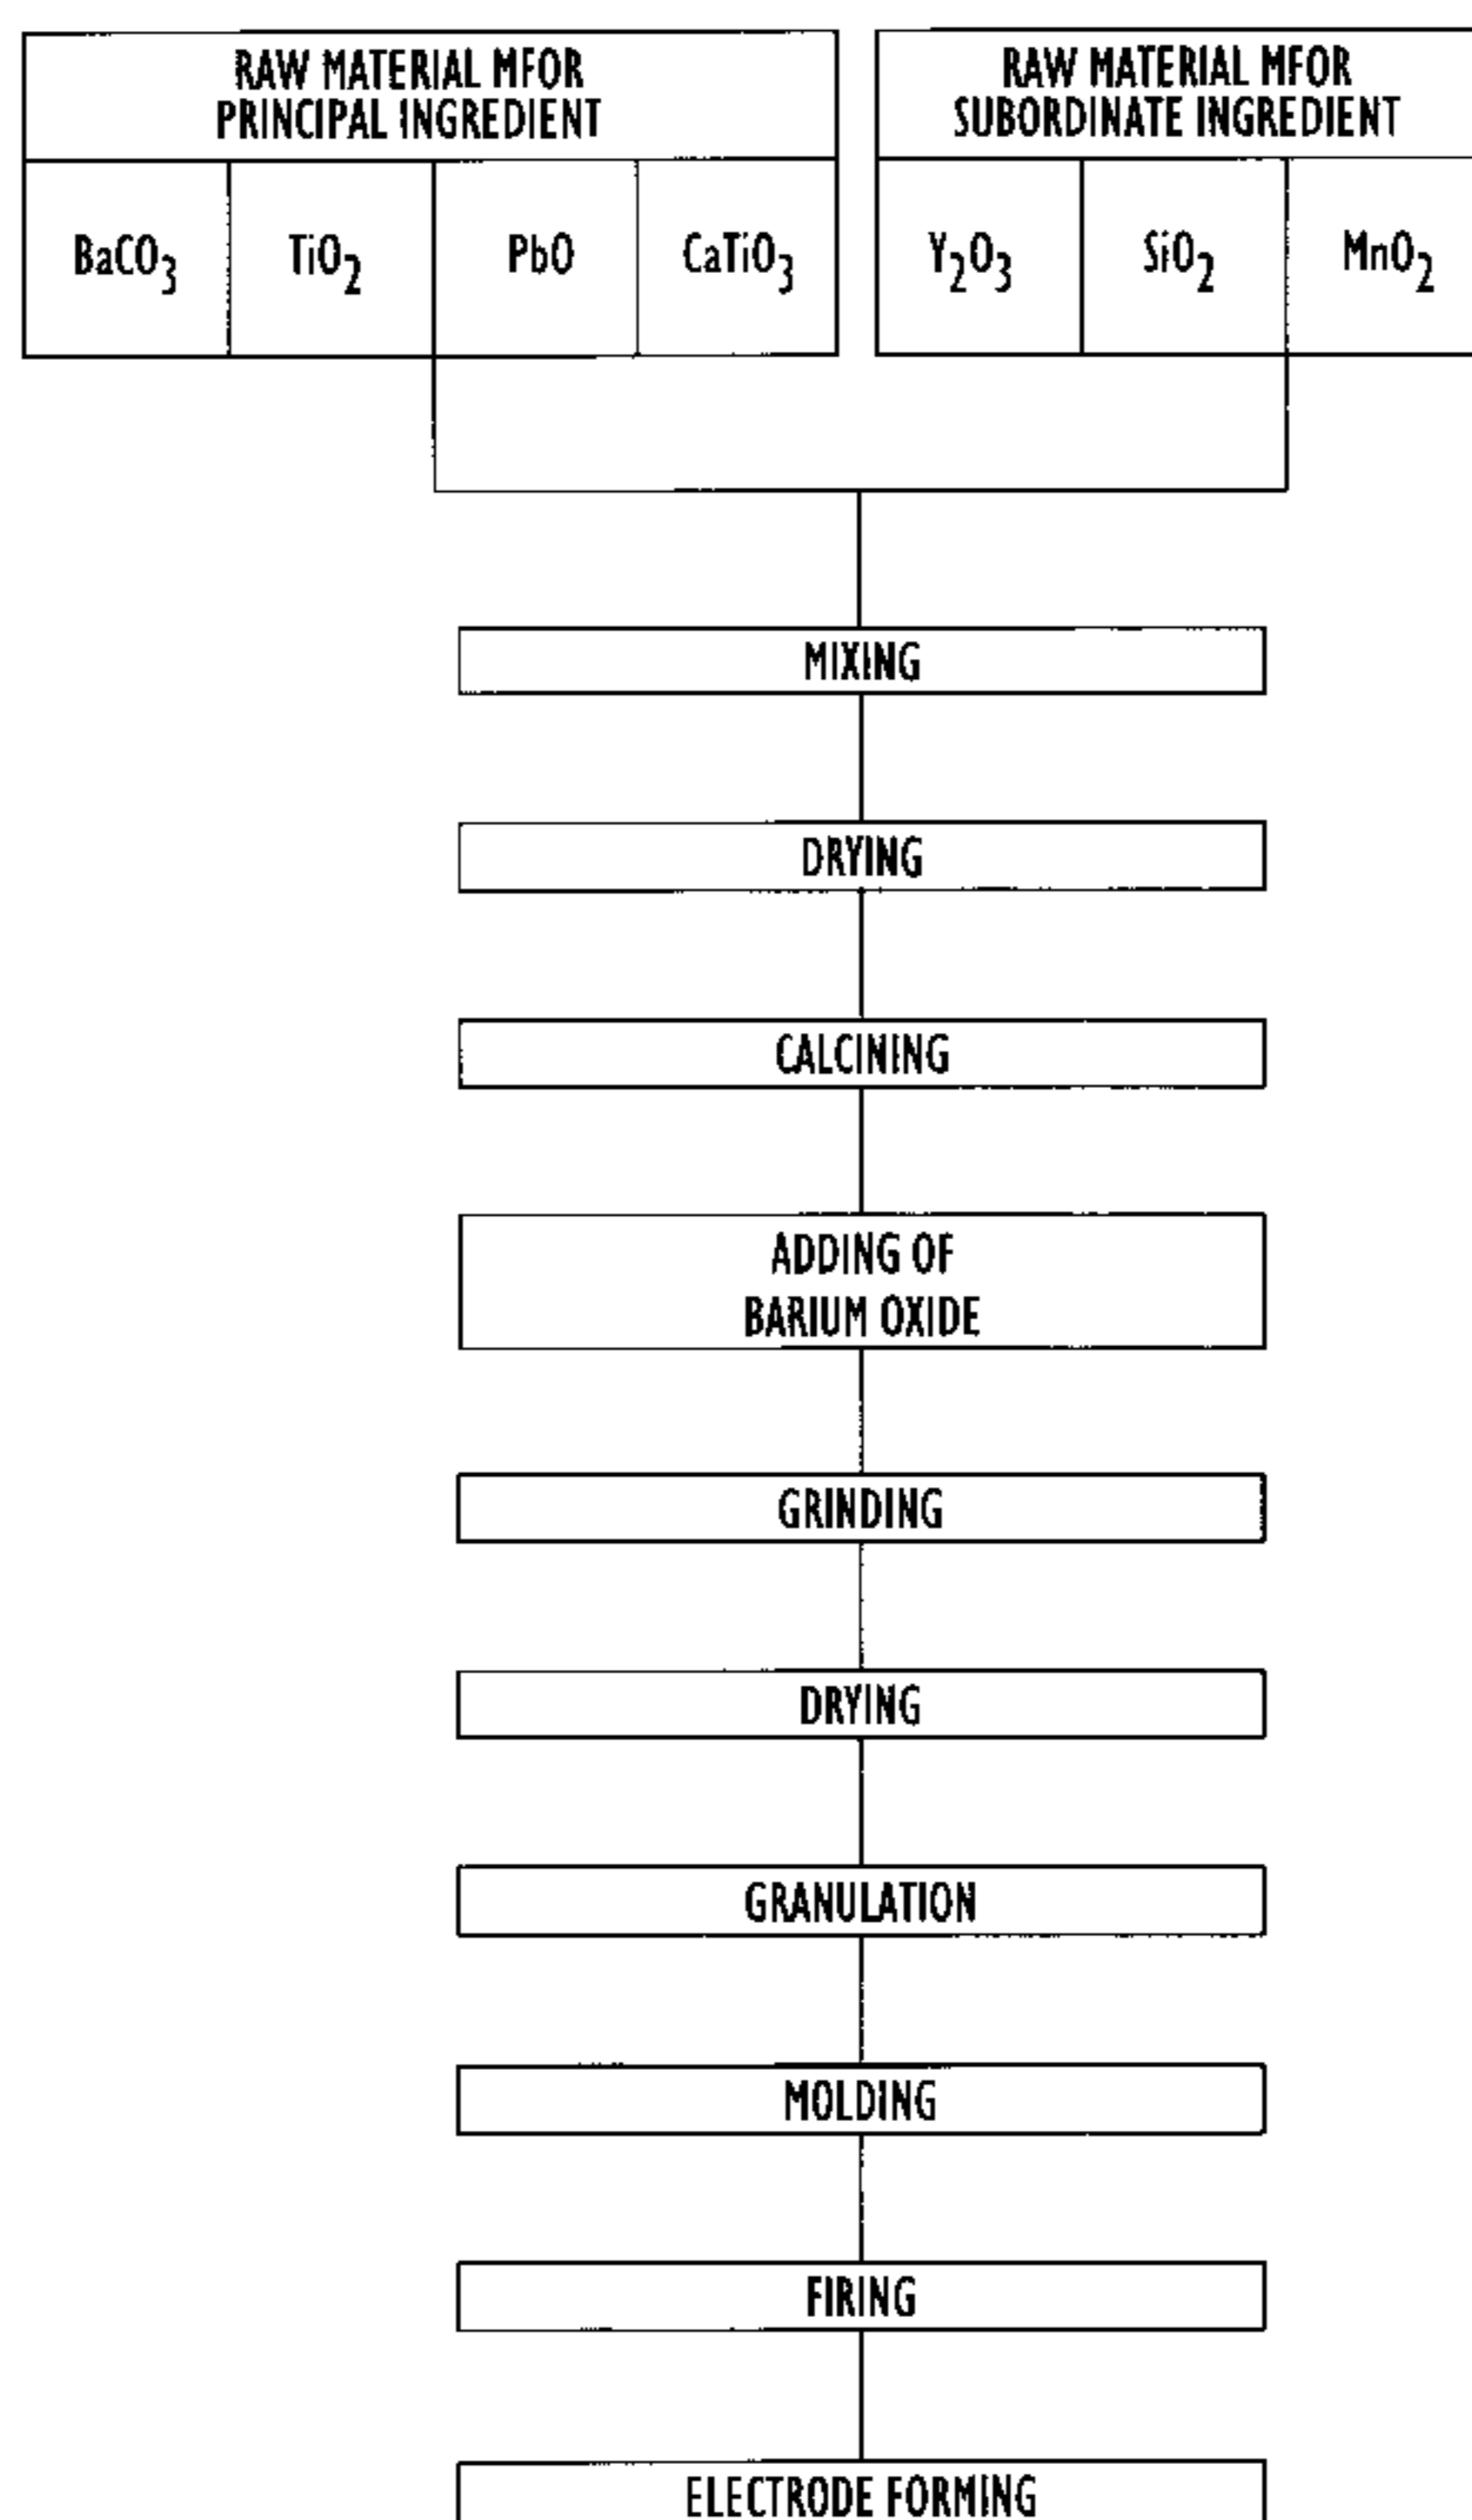 RAW MATERIAL MFOR
PRINCIPAL INGREDIENT
BaCO3 TiO2 PbO CaTiO3
RAW MATERIAL MFOR
SUBORDINATE INGREDIENT
Y2O3 SiO2 MnO2
MIXING
DRYING
CALCINING
ADDING OF
BARIUM OXIDE
GRINDING
DRYING
GRANULATION
MOLDING
FIRING
ELECTRODE FORMING